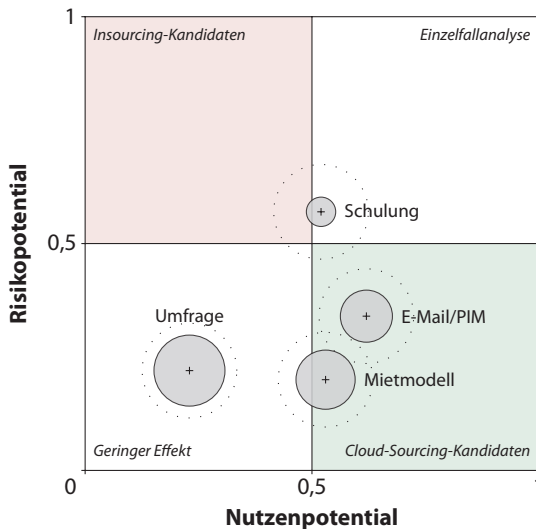 1
Insourcing-Kandidaten
Einzelfallanalyse
Risikopotential
Schulung
0,5
Umfrage
E-Mail/PIM
Mietmodell
Geringer Effekt
Cloud-Sourcing-Kandidaten
0
0,5
Nutzenpotential